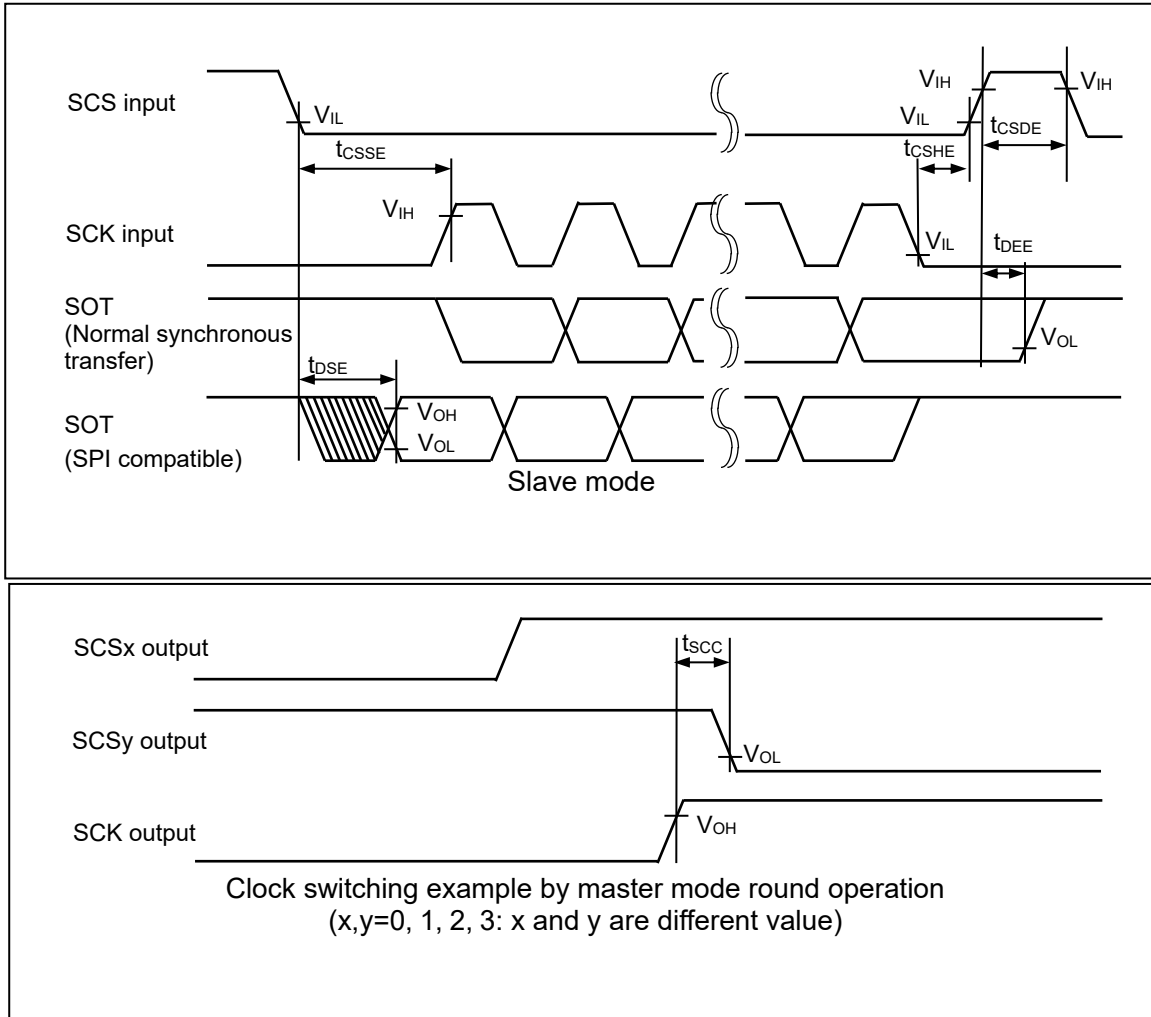 SCS input
VIL
VIH
VIL
VIH
tCSSE
tCSHE
tCSDE
SCK input
VIH
VIL
tDEE
SOT
(Normal synchronous
transfer)
VOL
tDSE
SOT
(SPI compatible)
VOH
VOL
Slave mode
SCSx output
tSCC
SCSy output
VOL
SCK output
VOH
Clock switching example by master mode round operation
(x,y=0, 1, 2, 3: x and y are different value)